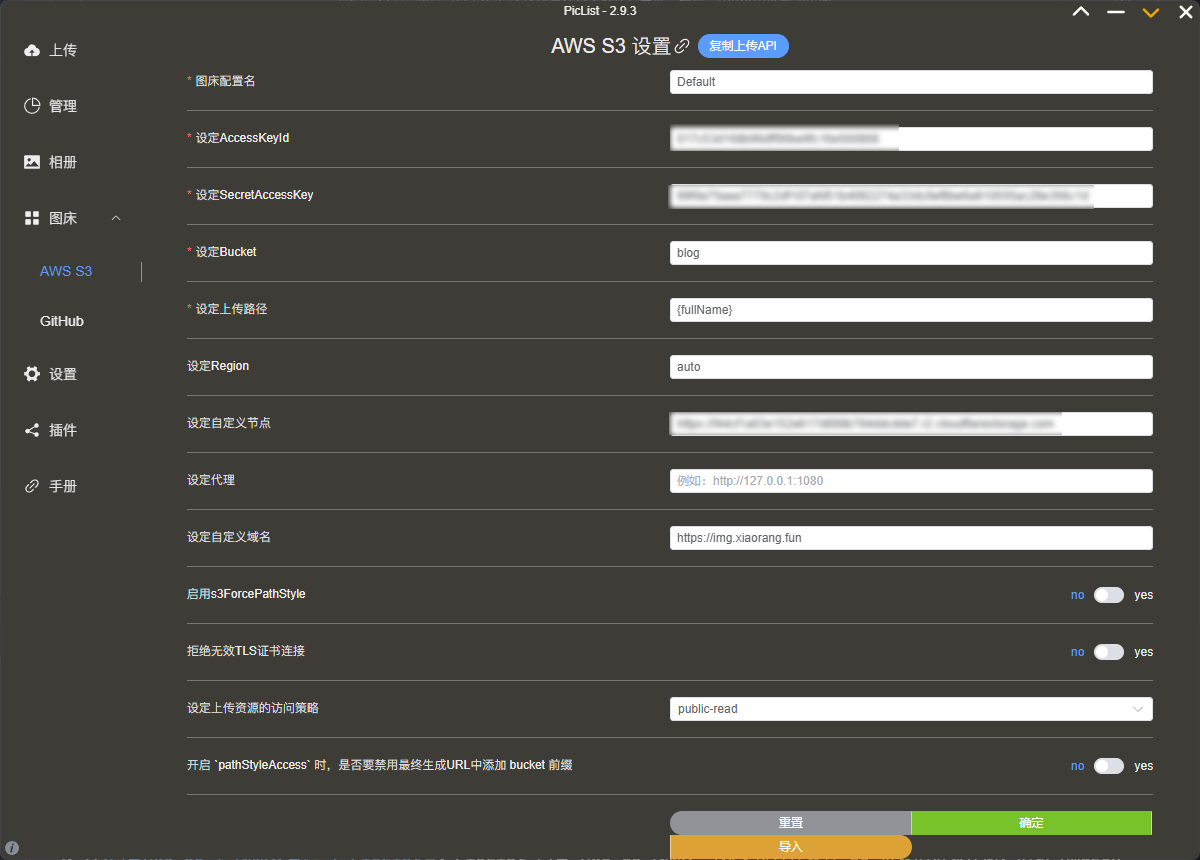 PicList - 2.9.3
AWS S3 设置 复制上传API
上传
管理
相册
图床
AWS S3
GitHub
设置
插件
手册
* 图床配置名 Default
* 设定AccessKeyId
* 设定SecretAccessKey
* 设定Bucket blog
* 设定上传路径 {fullName}
设定Region auto
设定自定义节点
设定代理 例如：http://127.0.0.1:1080
设定自定义域名 https://img.xiaorang.fun
启用s3ForcePathStyle no yes
拒绝无效TLS证书连接 no yes
设定上传资源的访问策略 public-read
开启 `pathStyleAccess` 时，是否要禁用最终生成URL中添加 bucket 前缀 no yes
重置 确定
导入